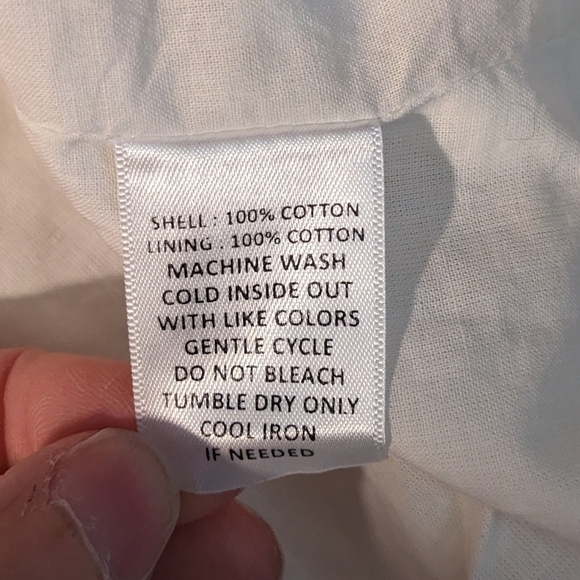 SHELL : 100% COTTON
LINING : 100% COTTON
MACHINE WASH
COLD INSIDE OUT
WITH LIKE COLORS
GENTLE CYCLE
DO NOT BLEACH
TUMBLE DRY ONLY
COOL IRON
IF NEEDED